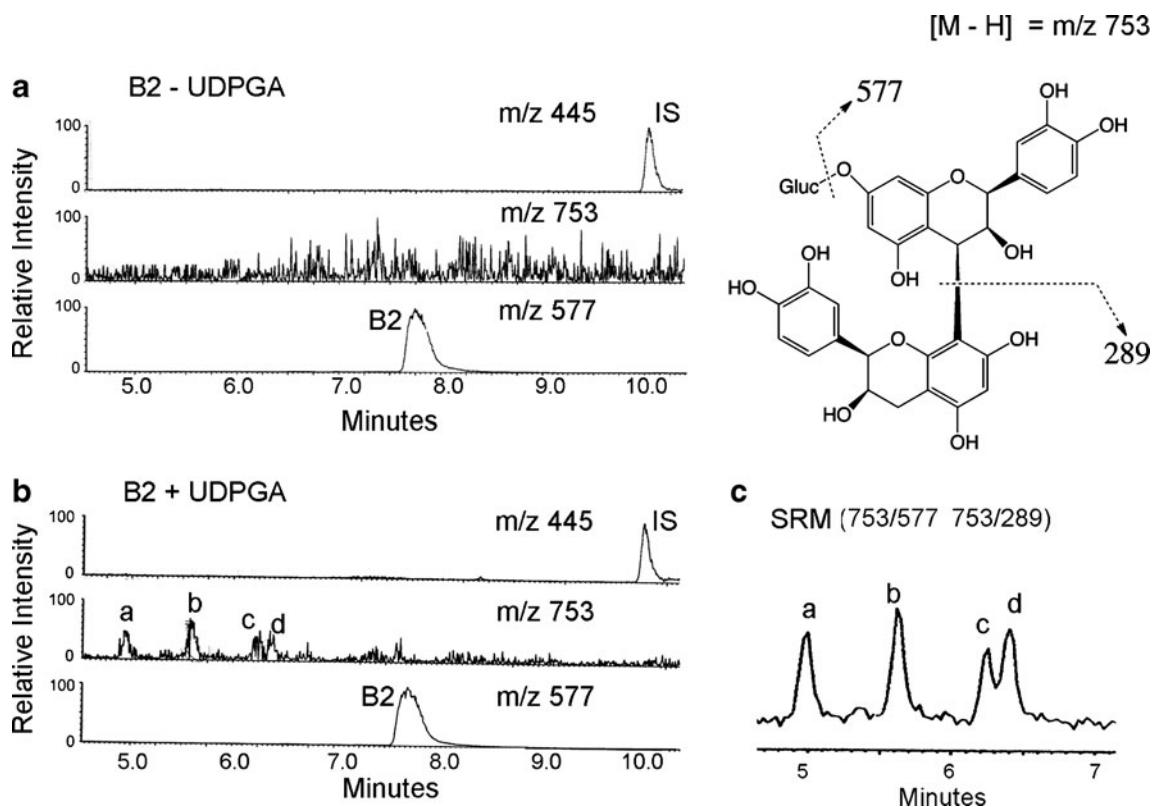 [M - H] = m/z 753
a
B2 - UDPGA
m/z 445
IS
100
0
m/z 753
100
0
m/z 577
B2
100
0
Relative Intensity
5.0 6.0 7.0 8.0 9.0 10.0
Minutes
577
OH
OH
O
Gluc
O
OH
OH
OH
HO
O
OH
289
HO
OH
b
B2 + UDPGA
m/z 445
IS
100
0
a b c d
m/z 753
100
0
B2
m/z 577
100
0
Relative Intensity
5.0 6.0 7.0 8.0 9.0 10.0
Minutes
c
SRM (753/577 753/289)
a b c d
5 6 7
Minutes